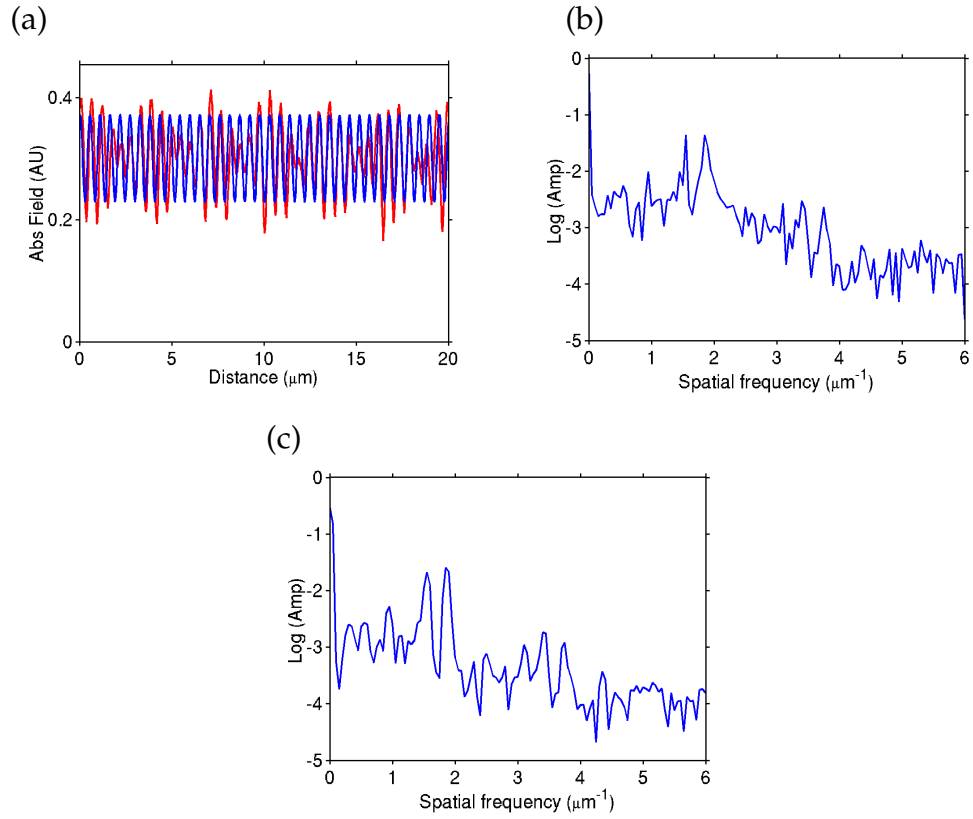 (a)
Abs Field (AU)
0.4
0.2
0
0 5 10 15 20
Distance (μm)
(b)
Log (Amp)
0
-1
-2
-3
-4
-5
0 1 2 3 4 5 6
Spatial frequency (μm⁻¹)
(c)
Log (Amp)
0
-1
-2
-3
-4
-5
0 1 2 3 4 5 6
Spatial frequency (μm⁻¹)